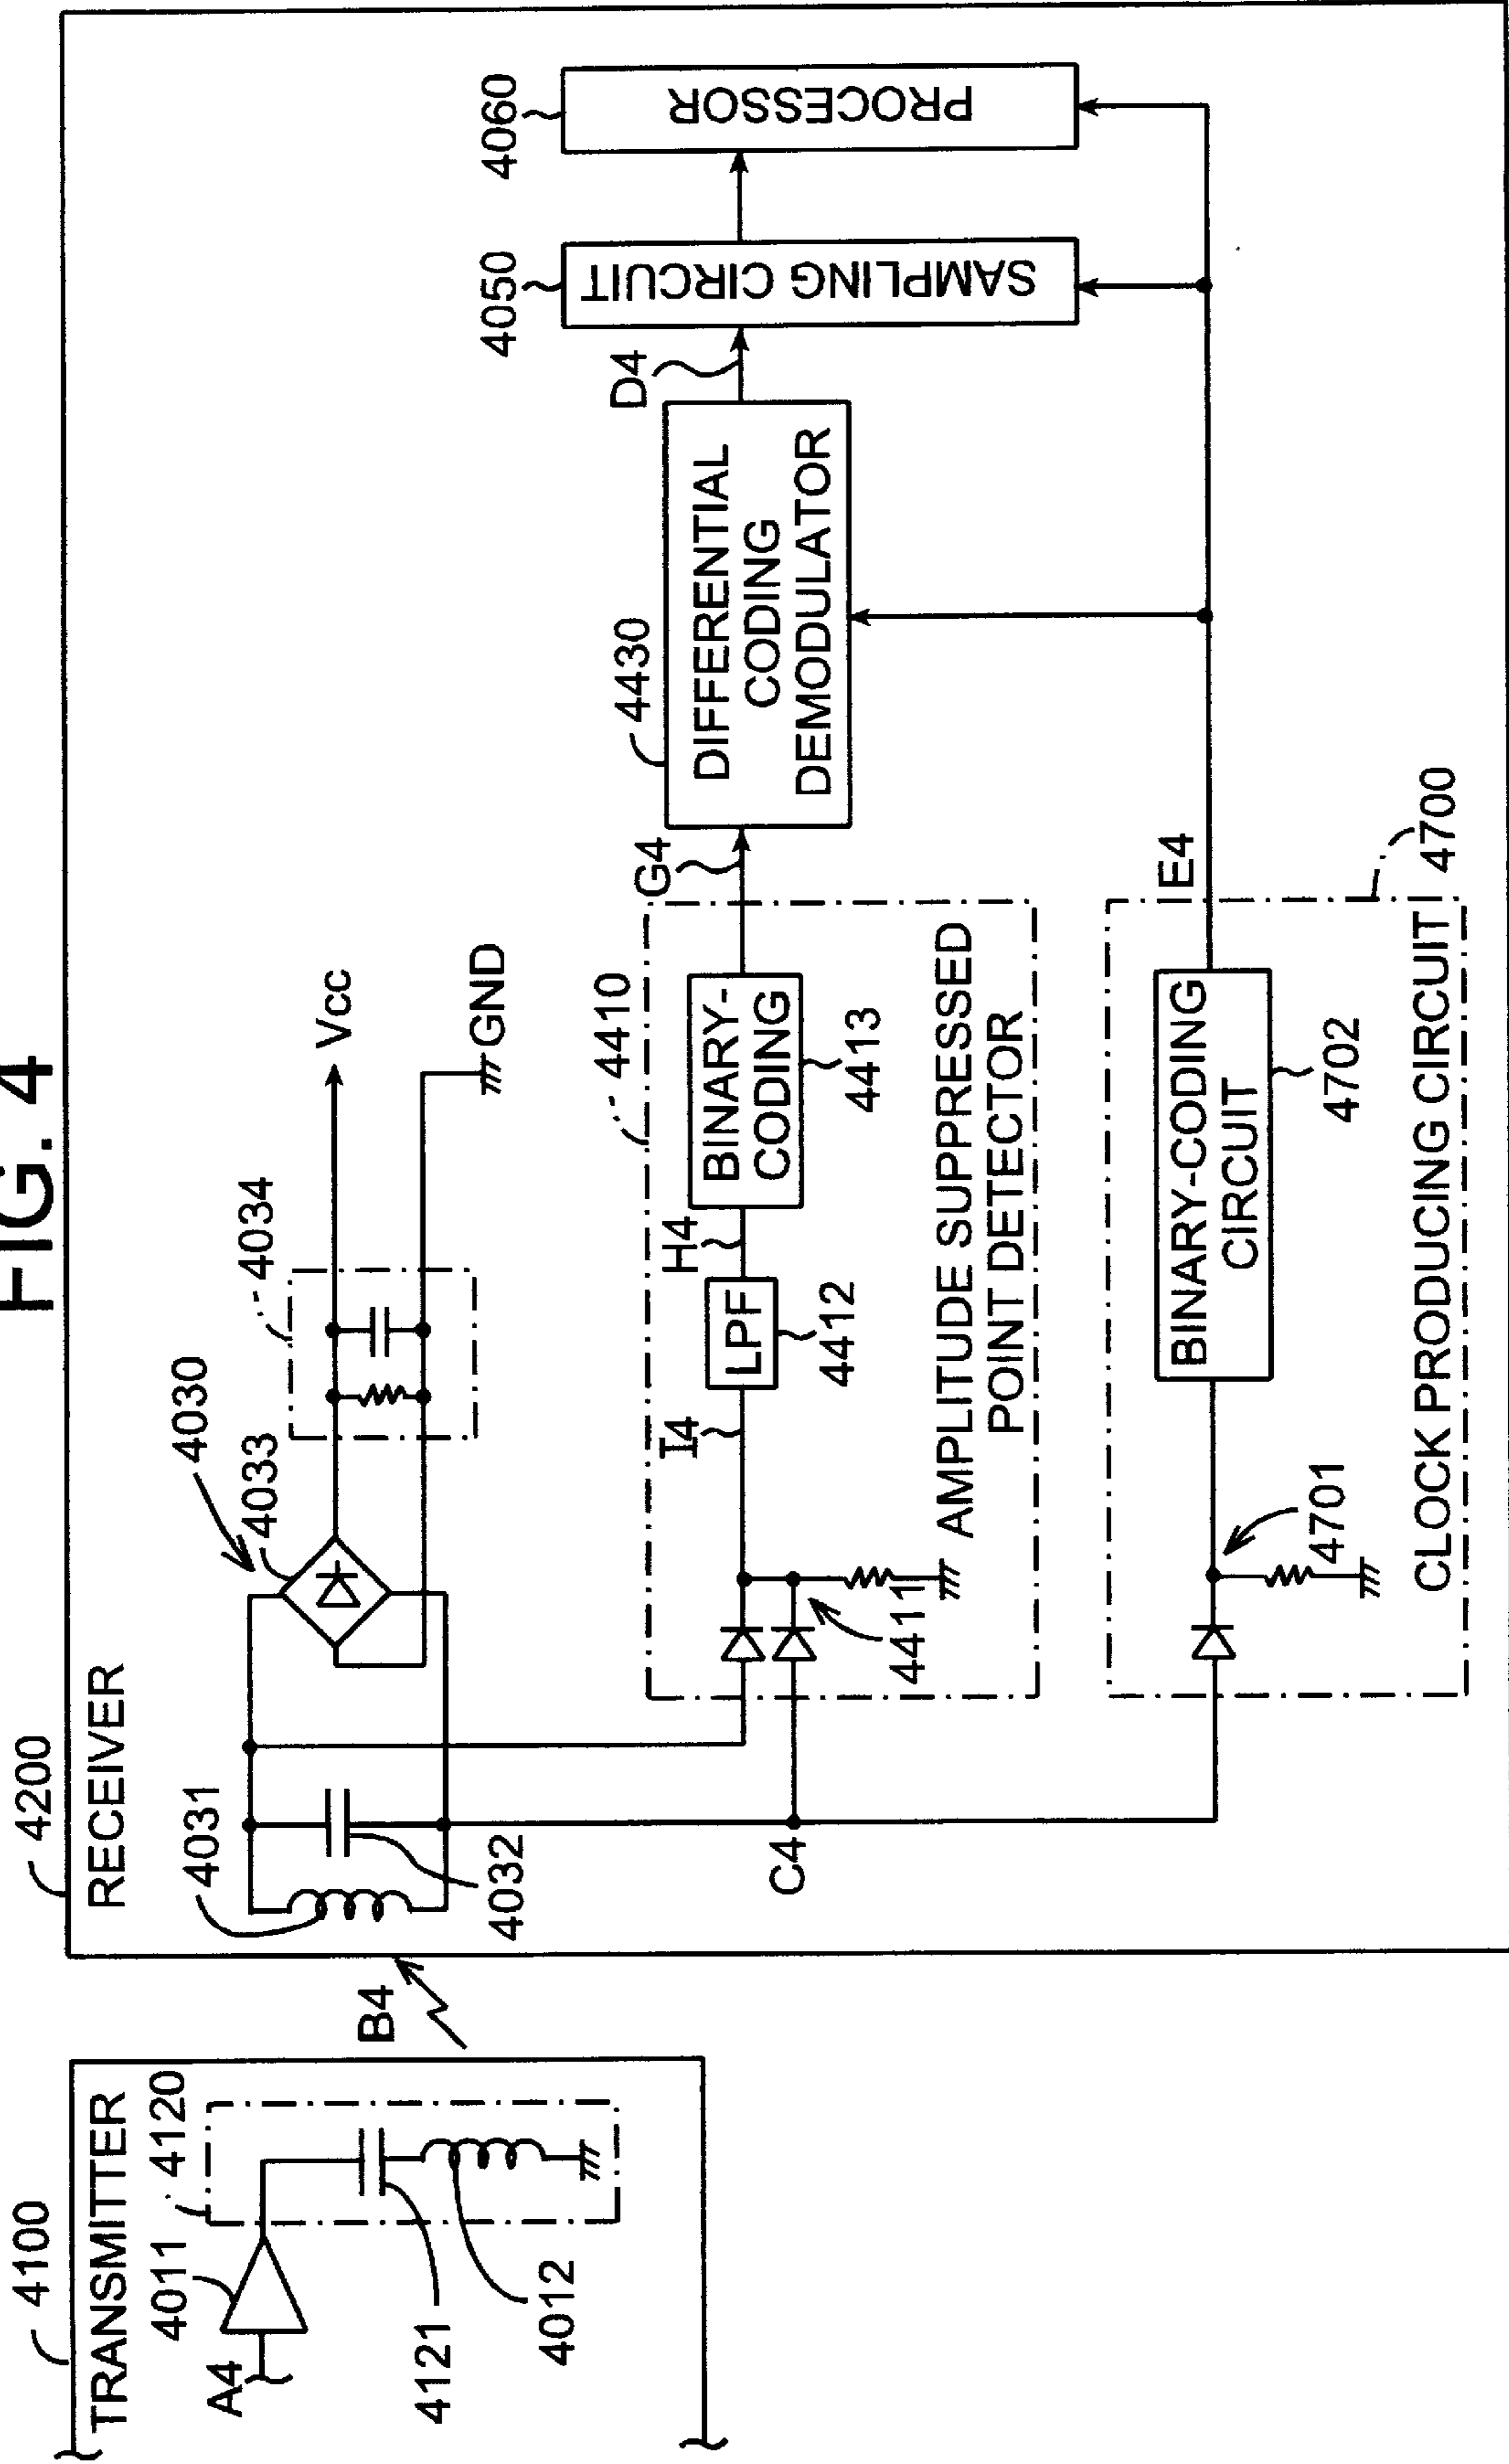 FIG. 4
4100
TRANSMITTER
A4
4011
4120
4121
4012
B4
4200
RECEIVER
4031
4032
4030
4033
4034
Vcc
GND
C4
4410
4411
I4
LPF
4412
H4
BINARY-
CODING
4413
AMPLITUDE SUPPRESSED
POINT DETECTOR
G4
4430
DIFFERENTIAL
CODING
DEMODULATOR
D4
4050
SAMPLING CIRCUIT
4060
PROCESSOR
4701
BINARY-CODING
CIRCUIT
4702
E4
CLOCK PRODUCING CIRCUIT
4700